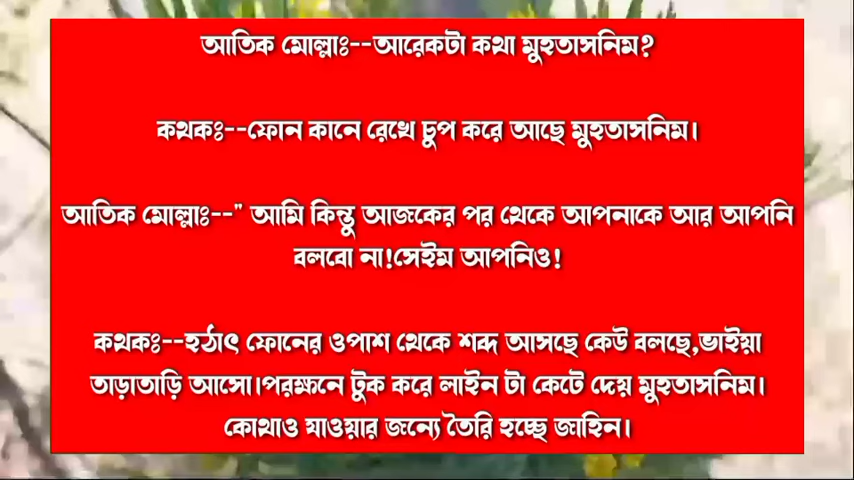 আতিক মোল্লাঃ--আরেকটা কথা মুহতাসনিম?
কথকঃ--ফোন কানে রেখে চুপ করে আছে মুহতাসনিম।
আতিক মোল্লাঃ--" আমি কিন্তু আজকের পর থেকে আপনাকে আর আপনি
বলবো না!সেইম আপনিও!
কথকঃ--হঠাৎ ফোনের ওপাশ থেকে শব্দ আসছে কেউ বলছে,ভাইয়া
তাড়াতাড়ি আসো।পরক্ষনে টুক করে লাইন টা কেটে দেয় মুহতাসনিম।
কোথাও যাওয়ার জন্যে তৈরি হচ্ছে জাহিন।